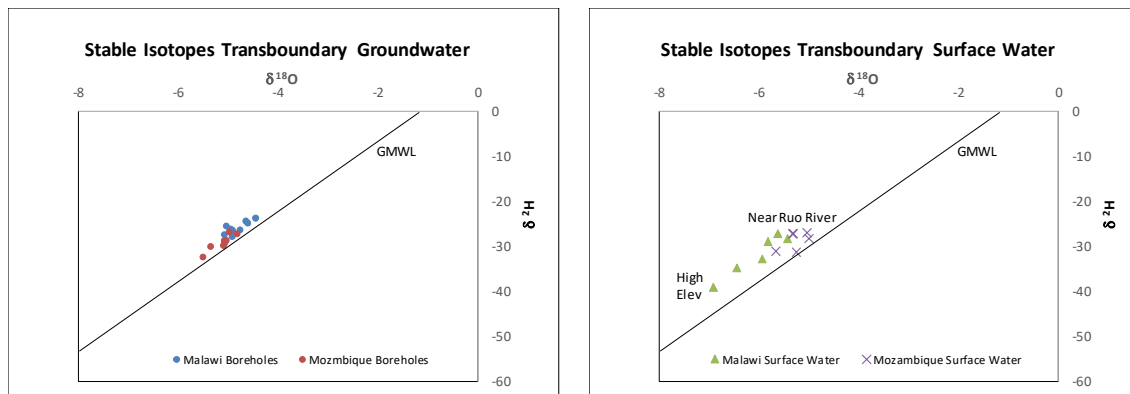 Stable Isotopes Transboundary Groundwater
δ ¹⁸O
-8 -6 -4 -2 0
0
-10
-20
-30
-40
-50
-60
δ ²H
GMWL
Malawi Boreholes
Mozmbique Boreholes
Stable Isotopes Transboundary Surface Water
δ ¹⁸O
-8 -6 -4 -2 0
0
-10
-20
-30
-40
-50
-60
δ ²H
GMWL
Near Ruo River
High
Elev
Malawi Surface Water
Mozambique Surface Water